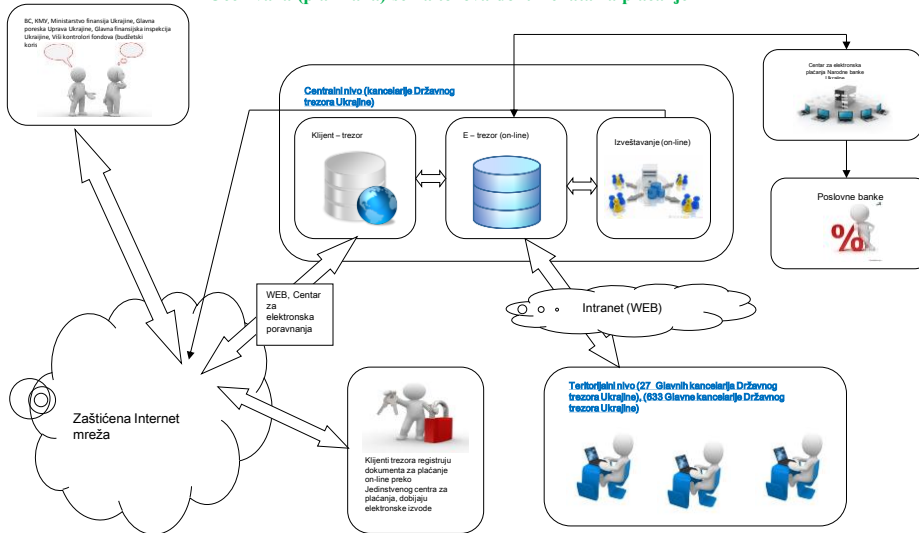 BC, KMY, Ministarstvo finansija Ukrajine, Glavna
poreska Uprava Ukrajine, Glavna finansijska inspekcija
Ukrajine, Viši kontrolori fondova (budžetski
koris
Centralni nivo (kancelarije Državnog
trezora Ukrajine)
Klijent – trezor
E – trezor (on-line)
Izveštavanje (on-line)
Centar za elektronska
plaćanja Narodne banke
Ukrajine
Poslovne banke
WEB, Centar
za
elektronska
poravnanja
Intranet (WEB)
Zaštićena Internet
mreža
Klijenti trezora registruju
dokumenta za plaćanje
on-line preko
Jedinstvenog centra za
plaćanja, dobijaju
elektronske izvode
Teritorijalni nivo (27 Glavnih kancelarija Državnog
trezora Ukrajine), (633 Glavne kancelarije Državnog
trezora Ukrajine)